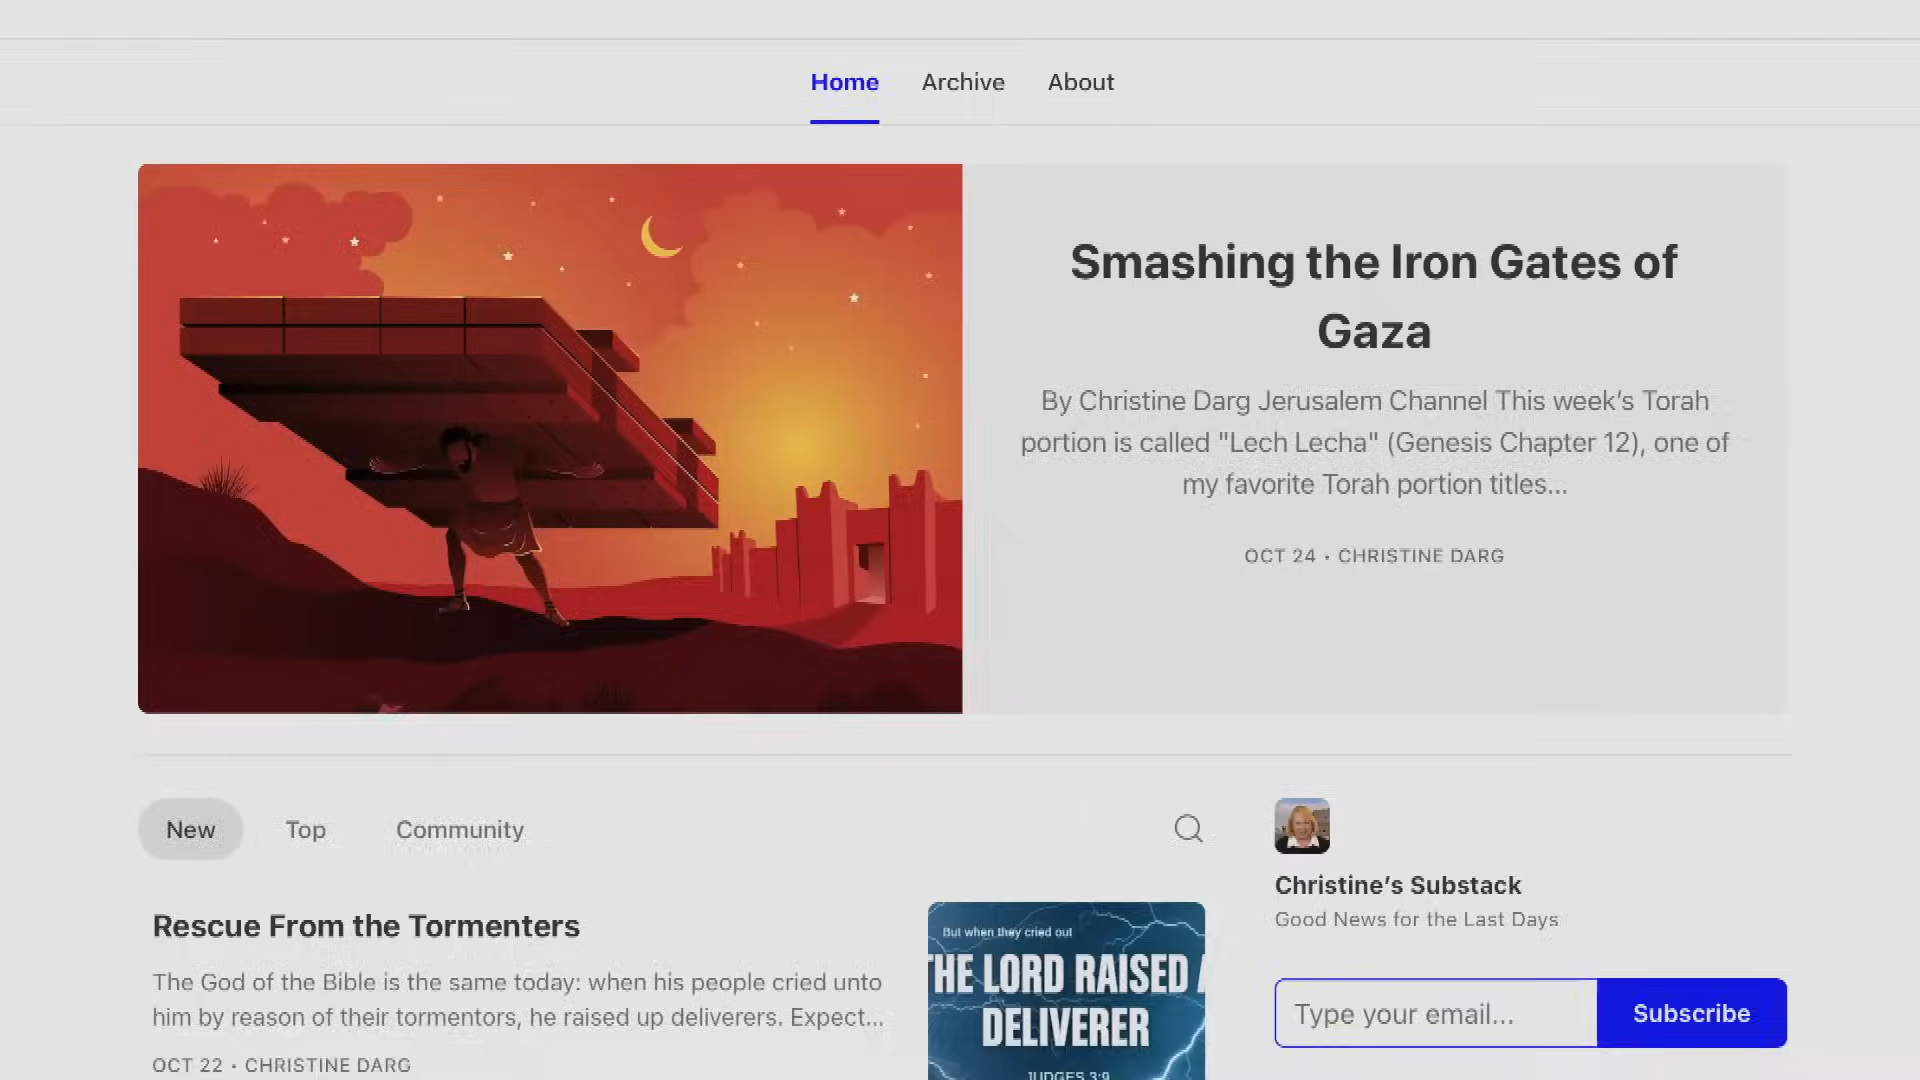 Home Archive About
Smashing the Iron Gates of
Gaza
By Christine Darg Jerusalem Channel This week’s Torah
portion is called "Lech Lecha" (Genesis Chapter 12), one of
my favorite Torah portion titles...
OCT 24 • CHRISTINE DARG
New Top Community
Rescue From the Tormenters
The God of the Bible is the same today: when his people cried unto
him by reason of their tormentors, he raised up deliverers. Expect...
OCT 22 • CHRISTINE DARG
But when they cried out
THE LORD RAISED A
DELIVERER
JUDGES 3:9
Christine’s Substack
Good News for the Last Days
Type your email...
Subscribe